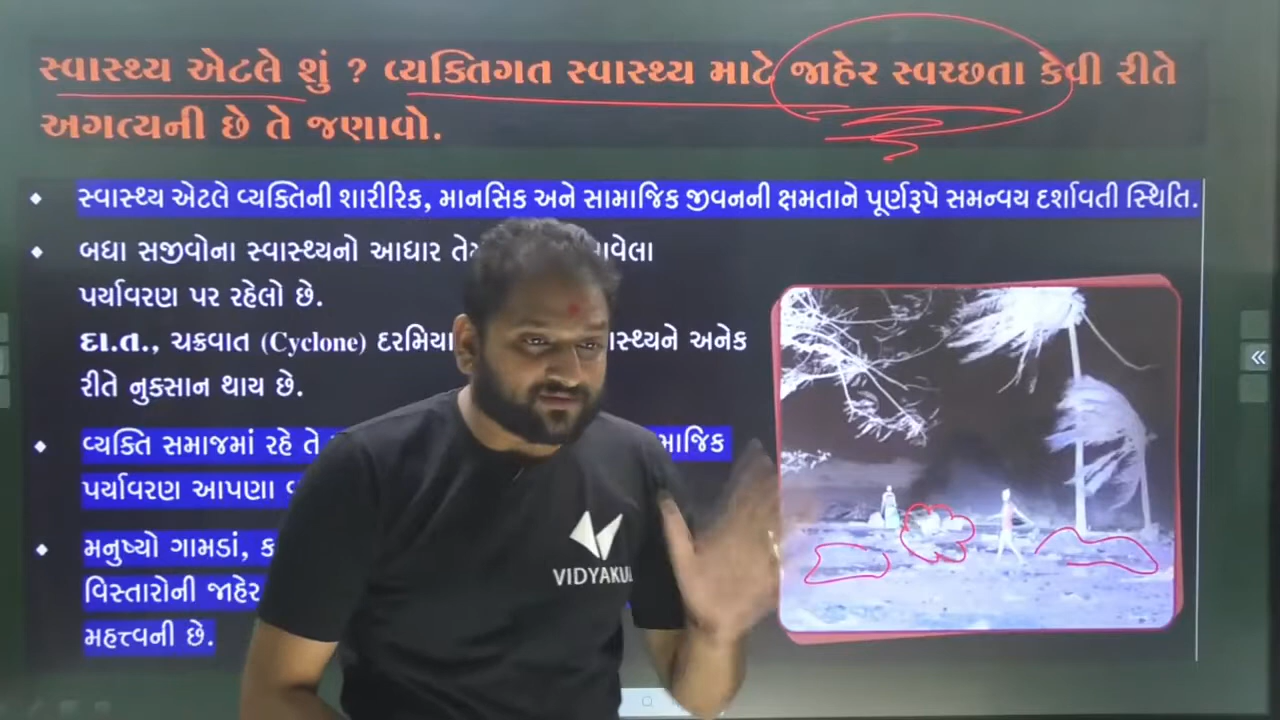 સ્વાસ્થ્ય એટલે શું ? વ્યક્તિગત સ્વાસ્થ્ય માટે જાહેર સ્વચ્છતા કેવી રીતે
અગત્યની છે તે જણાવો.
સ્વાસ્થ્ય એટલે વ્યક્તિની શારીરિક, માનસિક અને સામાજિક જીવનની ક્ષમતાને પૂર્ણરૂપે સમન્વય દર્શાવતી સ્થિતિ.
બધા સજીવોના સ્વાસ્થ્યનો આધાર
પર્યાવરણ પર રહેલો છે.
દા.ત., ચક્રવાત (Cyclone) અનેક
રીતે નુકસાન થાય છે.
વ્યક્તિ સમાજમાં રહે તે
પર્યાવરણ આપણા
મનુષ્યો ગામડાં,
વિસ્તારોની જાહેર
મહત્ત્વની છે.
VIDYAKUL